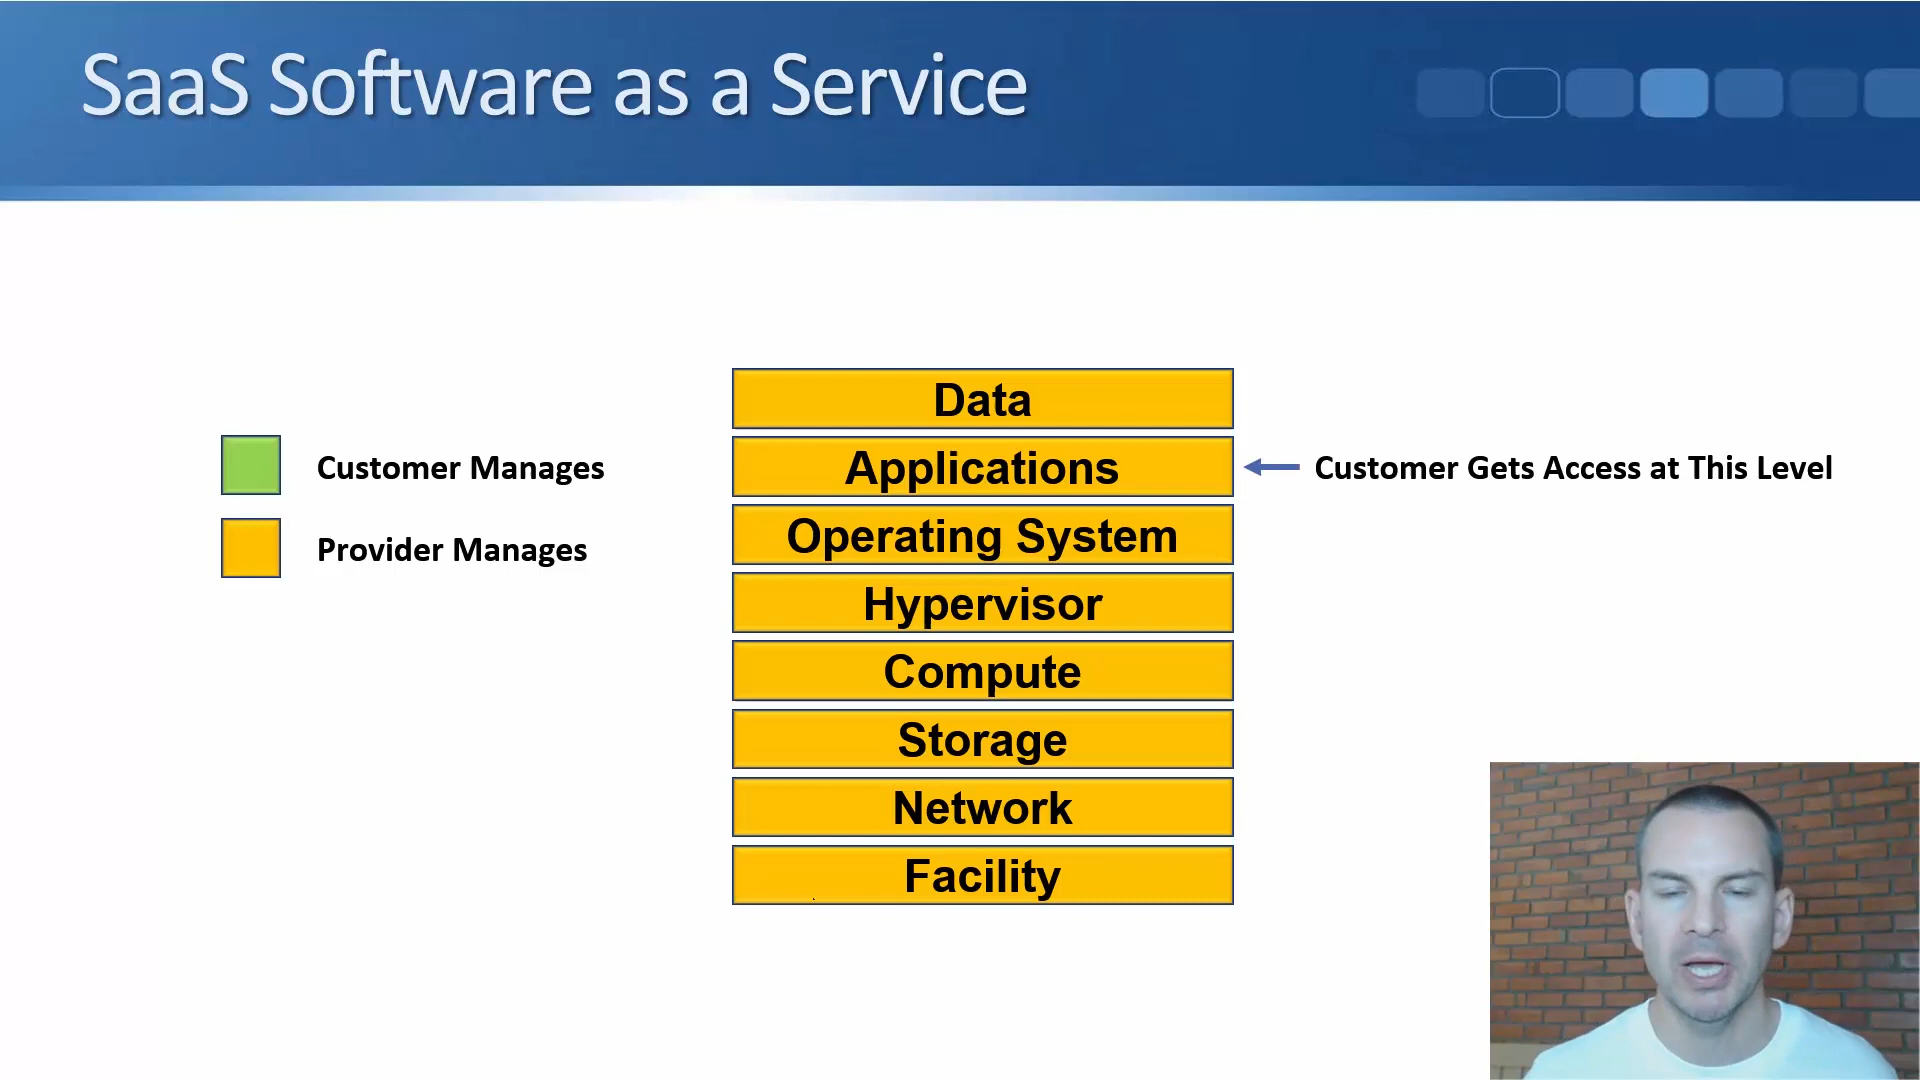 SaaS Software as a Service
Data
Customer Manages
Applications
Customer Gets Access at This Level
Provider Manages
Operating System
Hypervisor
Compute
Storage
Network
Facility